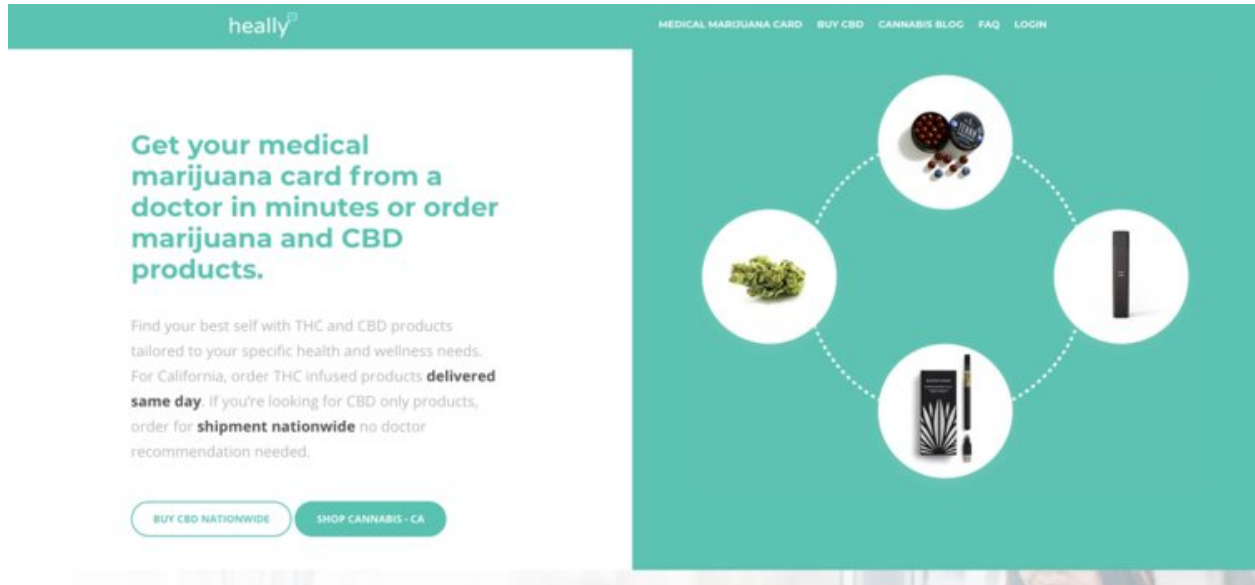 heally
MEDICAL MARIJUANA CARD BUY CBD CANNABIS BLOG FAQ LOGIN
Get your medical
marijuana card from a
doctor in minutes or order
marijuana and CBD
products.
Find your best self with THC and CBD products
tailored to your specific health and wellness needs.
For California, order THC infused products delivered
same day. If you're looking for CBD only products,
order for shipment nationwide no doctor
recommendation needed.
BUY CBD NATIONWIDE SHOP CANNABIS - CA